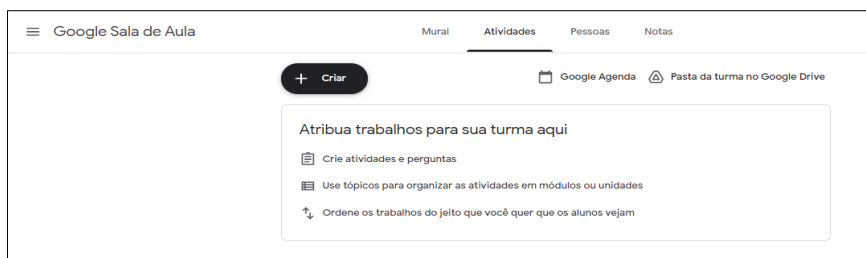 Google Sala de Aula
Mural Atividades Pessoas Notas
+ Criar
Google Agenda Pasta da turma no Google Drive
Atribua trabalhos para sua turma aqui
Crie atividades e perguntas
Use tópicos para organizar as atividades em módulos ou unidades
Ordene os trabalhos do jeito que você quer que os alunos vejam